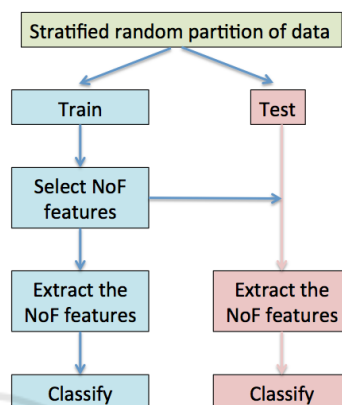 Stratified random partition of data
Train
Test
Select NoF
features
Extract the
NoF features
Extract the
NoF features
Classify
Classify